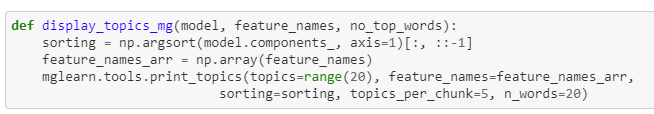 def display_topics_mg(model, feature_names, no_top_words):
    sorting = np.argsort(model.components_, axis=1)[:, ::-1]
    feature_names_arr = np.array(feature_names)
    mglearn.tools.print_topics(topics=range(20), feature_names=feature_names_arr,
                           sorting=sorting, topics_per_chunk=5, n_words=20)